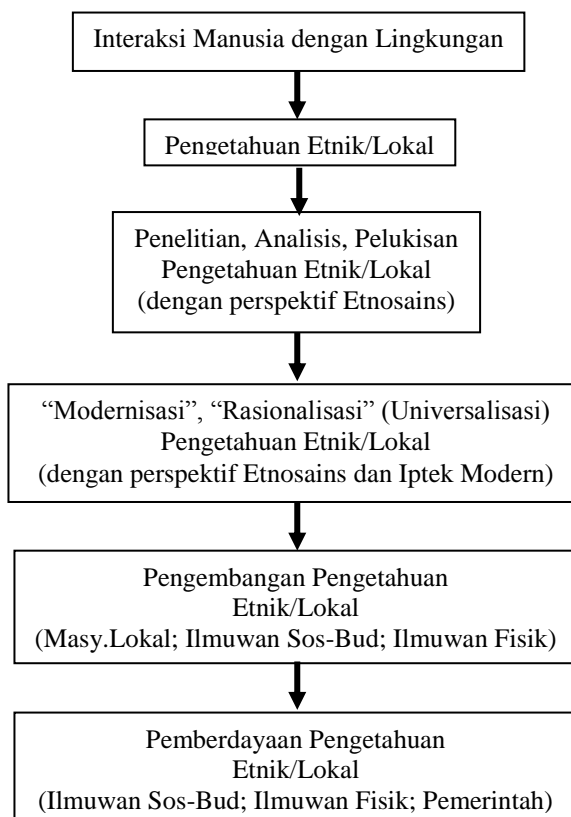 Interaksi Manusia dengan Lingkungan
Pengetahuan Etnik/Lokal
Penelitian, Analisis, Pelukisan
Pengetahuan Etnik/Lokal
(dengan perspektif Etnosains)
“Modernisasi”, “Rasionalisasi” (Universalisasi)
Pengetahuan Etnik/Lokal
(dengan perspektif Etnosains dan Iptek Modern)
Pengembangan Pengetahuan
Etnik/Lokal
(Masy.Lokal; Ilmuwan Sos-Bud; Ilmuwan Fisik)
Pemberdayaan Pengetahuan
Etnik/Lokal
(Ilmuwan Sos-Bud; Ilmuwan Fisik; Pemerintah)